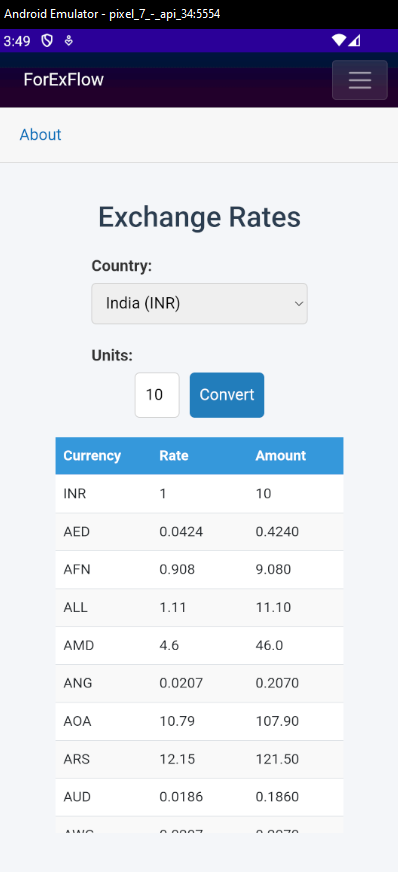 Android Emulator - pixel_7_-_api_34:5554
3:49
ForExFlow
About
Exchange Rates
Country:
India (INR)
Units:
10 Convert
Currency Rate Amount
INR 1 10
AED 0.0424 0.4240
AFN 0.908 9.080
ALL 1.11 11.10
AMD 4.6 46.0
ANG 0.0207 0.2070
AOA 10.79 107.90
ARS 12.15 121.50
AUD 0.0186 0.1860